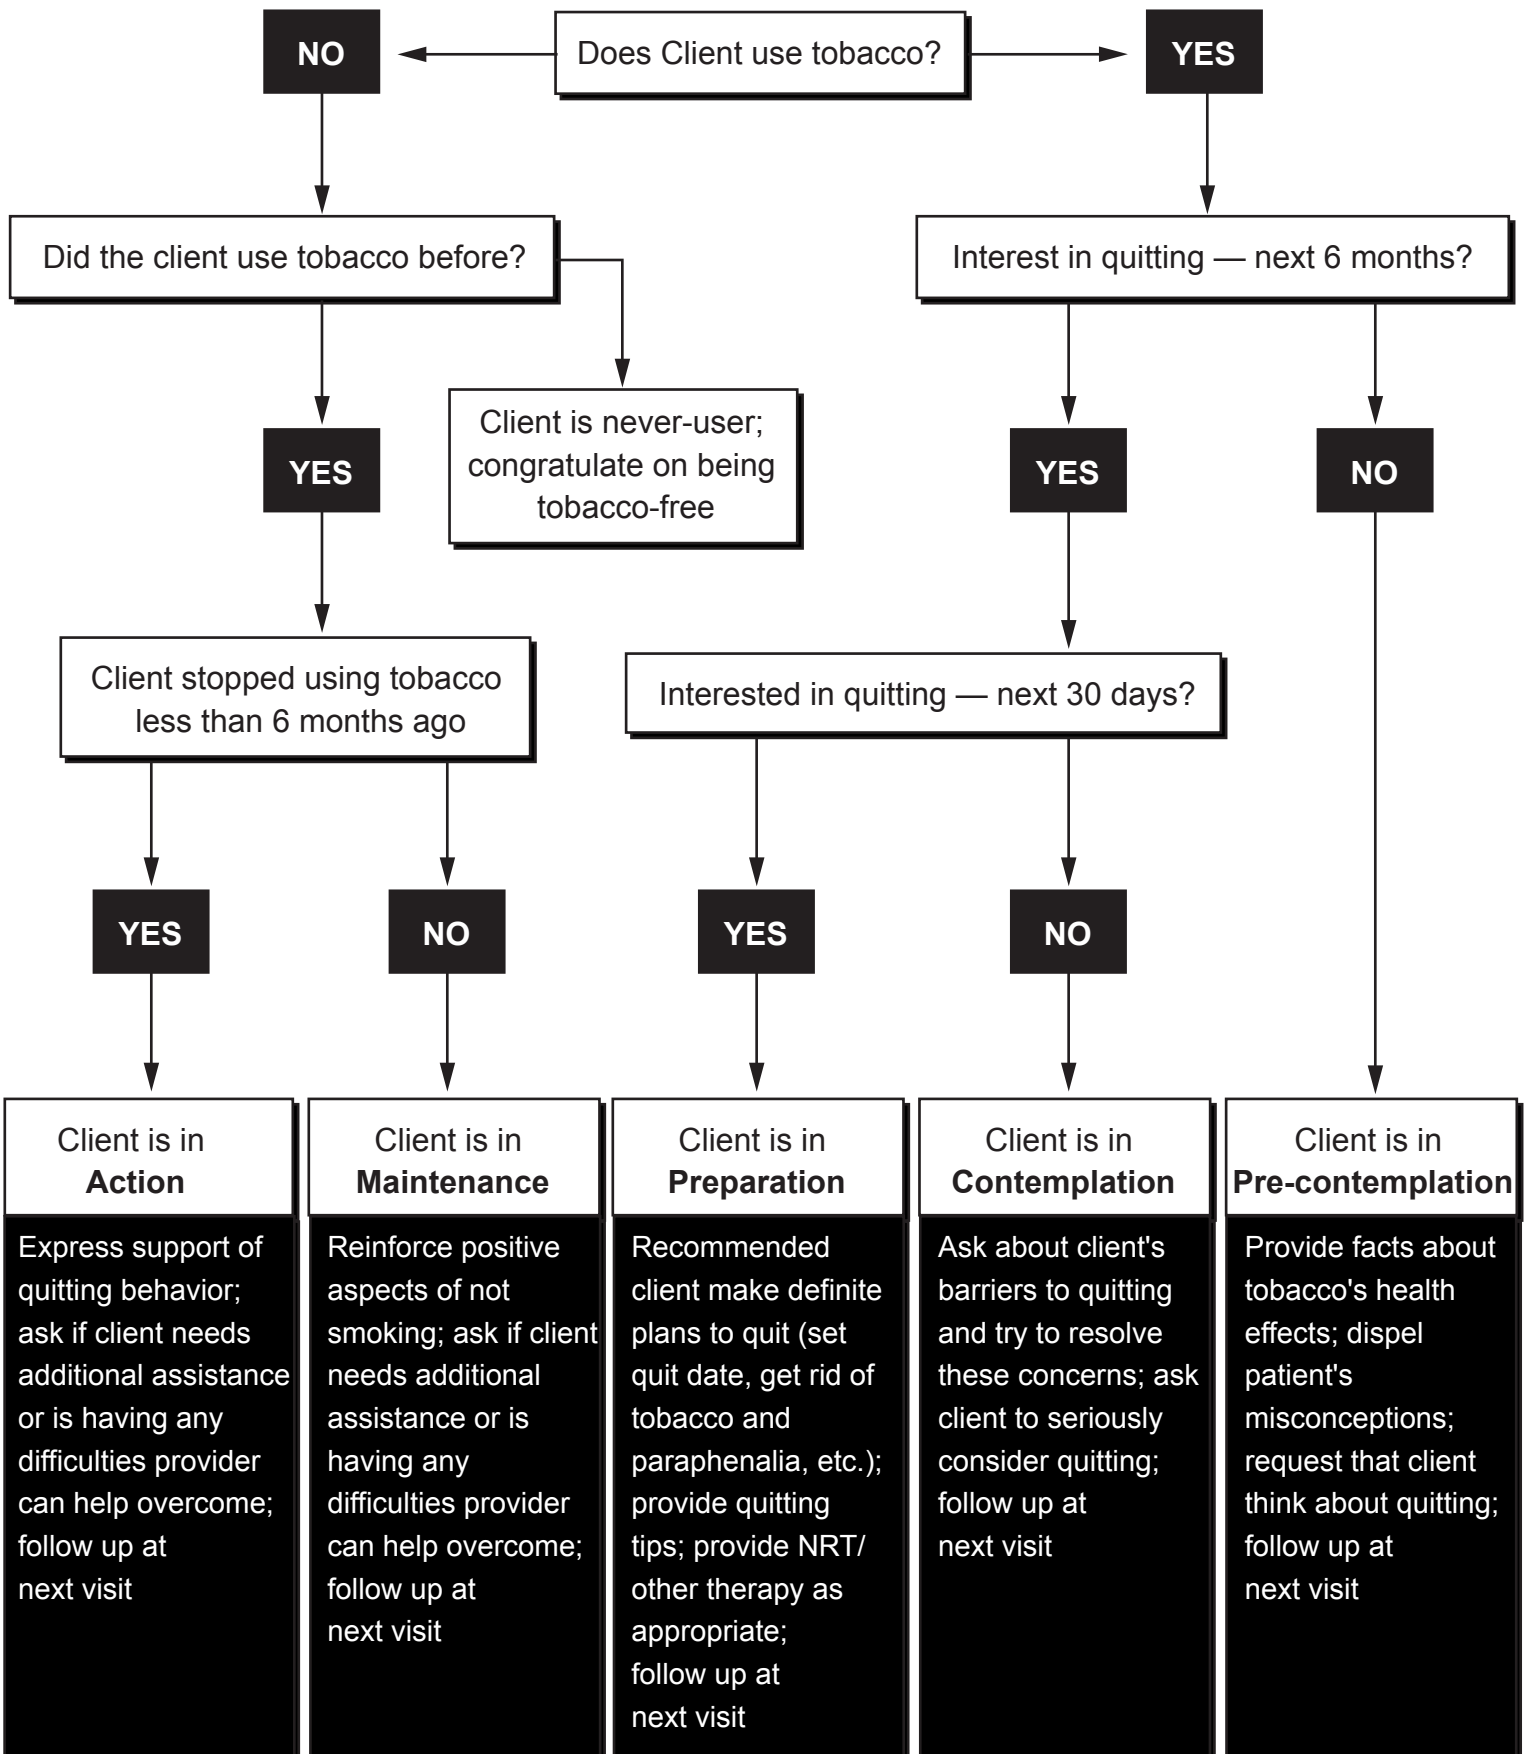 NO
Does Client use tobacco?
YES
Did the client use tobacco before?
Interest in quitting — next 6 months?
Client is never-user;
congratulate on being
tobacco-free
YES
YES
NO
Client stopped using tobacco
less than 6 months ago
Interested in quitting — next 30 days?
YES
NO
YES
NO
Client is in
Action
Express support of
quitting behavior;
ask if client needs
additional assistance
or is having any
difficulties provider
can help overcome;
follow up at
next visit
Client is in
Maintenance
Reinforce positive
aspects of not
smoking; ask if client
needs additional
assistance or is
having any
difficulties provider
can help overcome;
follow up at
next visit
Client is in
Preparation
Recommended
client make definite
plans to quit (set
quit date, get rid of
tobacco and
paraphenalia, etc.);
provide quitting
tips; provide NRT/
other therapy as
appropriate;
follow up at
next visit
Client is in
Contemplation
Ask about client's
barriers to quitting
and try to resolve
these concerns; ask
client to seriously
consider quitting;
follow up at
next visit
Client is in
Pre-contemplation
Provide facts about
tobacco's health
effects; dispel
patient's
misconceptions;
request that client
think about quitting;
follow up at
next visit